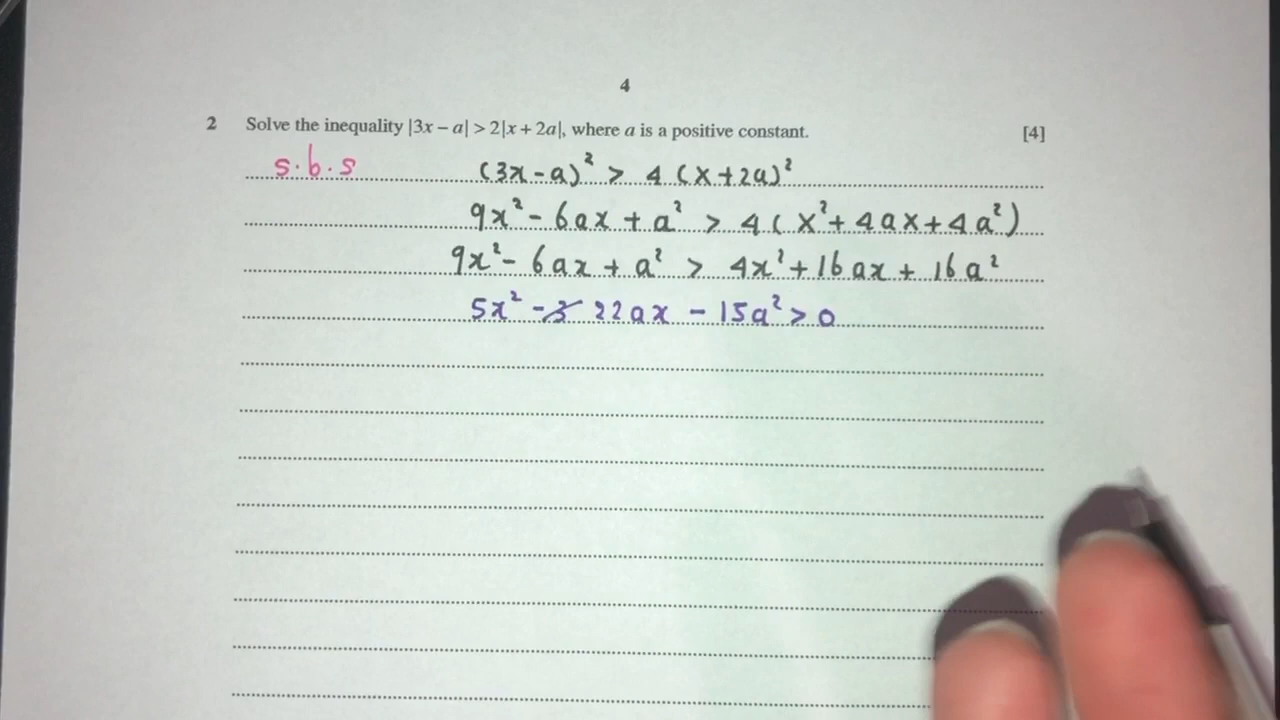 4
2 Solve the inequality |3x – a| > 2|x + 2a|, where a is a positive constant. [4]
s.b.s (3x-a)² > 4(x+2a)²
9x² - 6ax + a² > 4(x² + 4ax + 4a²)
9x² - 6ax + a² > 4x² + 16ax + 16a²
5x² - 22ax - 15a² > 0